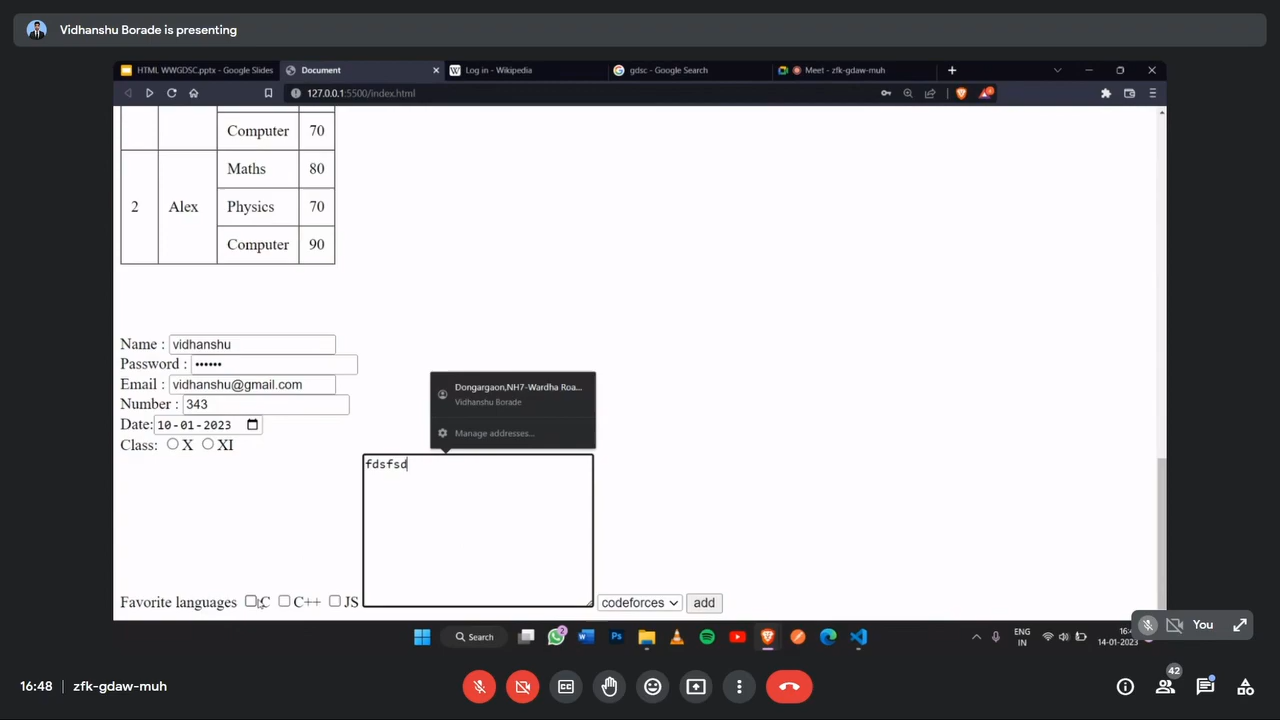 Vidhanshu Borade is presenting
HTML WWGDSC.pptx - Google Slides
Document
Log in - Wikipedia
gdsc - Google Search
Meet - zfk-gdaw-muh
127.0.0.1:5500/index.html
Computer 70
Maths 80
2 Alex Physics 70
Computer 90
Name : vidhanshu
Password : ••••••
Email : vidhanshu@gmail.com
Number : 343
Date: 10-01-2023
Class: X XI
Dongargaon,NH7-Wardha Roa...
Vidhanshu Borade
Manage addresses...
fdsfsd
Favorite languages C C++ JS codeforces add
Search
2
ENG
IN
14-01-2023
You
16:48 | zfk-gdaw-muh
42